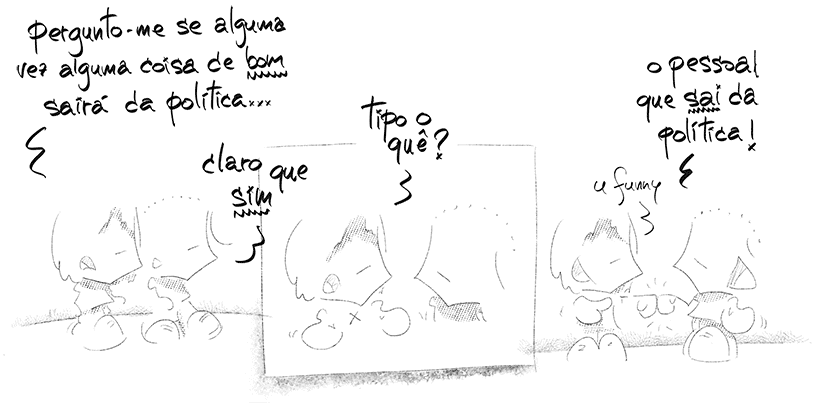 pergunto-me se alguma
vez alguma coisa de bom
sairá da política...
claro que
sim
tipo o
quê?
u funny
o pessoal
que sai da
política!